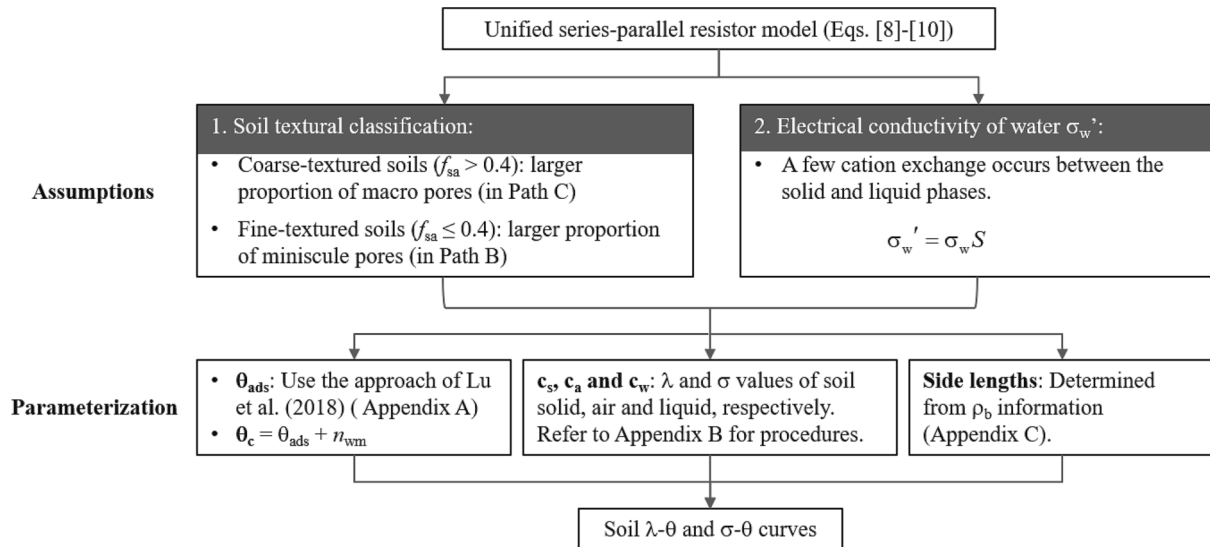 Unified series-parallel resistor model (Eqs. [8]-[10])
Assumptions
1. Soil textural classification:
• Coarse-textured soils (fsa > 0.4): larger
proportion of macro pores (in Path C)
• Fine-textured soils (fsa ≤ 0.4): larger proportion
of miniscule pores (in Path B)
2. Electrical conductivity of water σw’:
• A few cation exchange occurs between the
solid and liquid phases.
σw′ = σwS
Parameterization
• θads: Use the approach of Lu
et al. (2018) ( Appendix A)
• θc = θads + nwm
cs, ca and cw: λ and σ values of soil
solid, air and liquid, respectively.
Refer to Appendix B for procedures.
Side lengths: Determined
from ρb information
(Appendix C).
Soil λ-θ and σ-θ curves